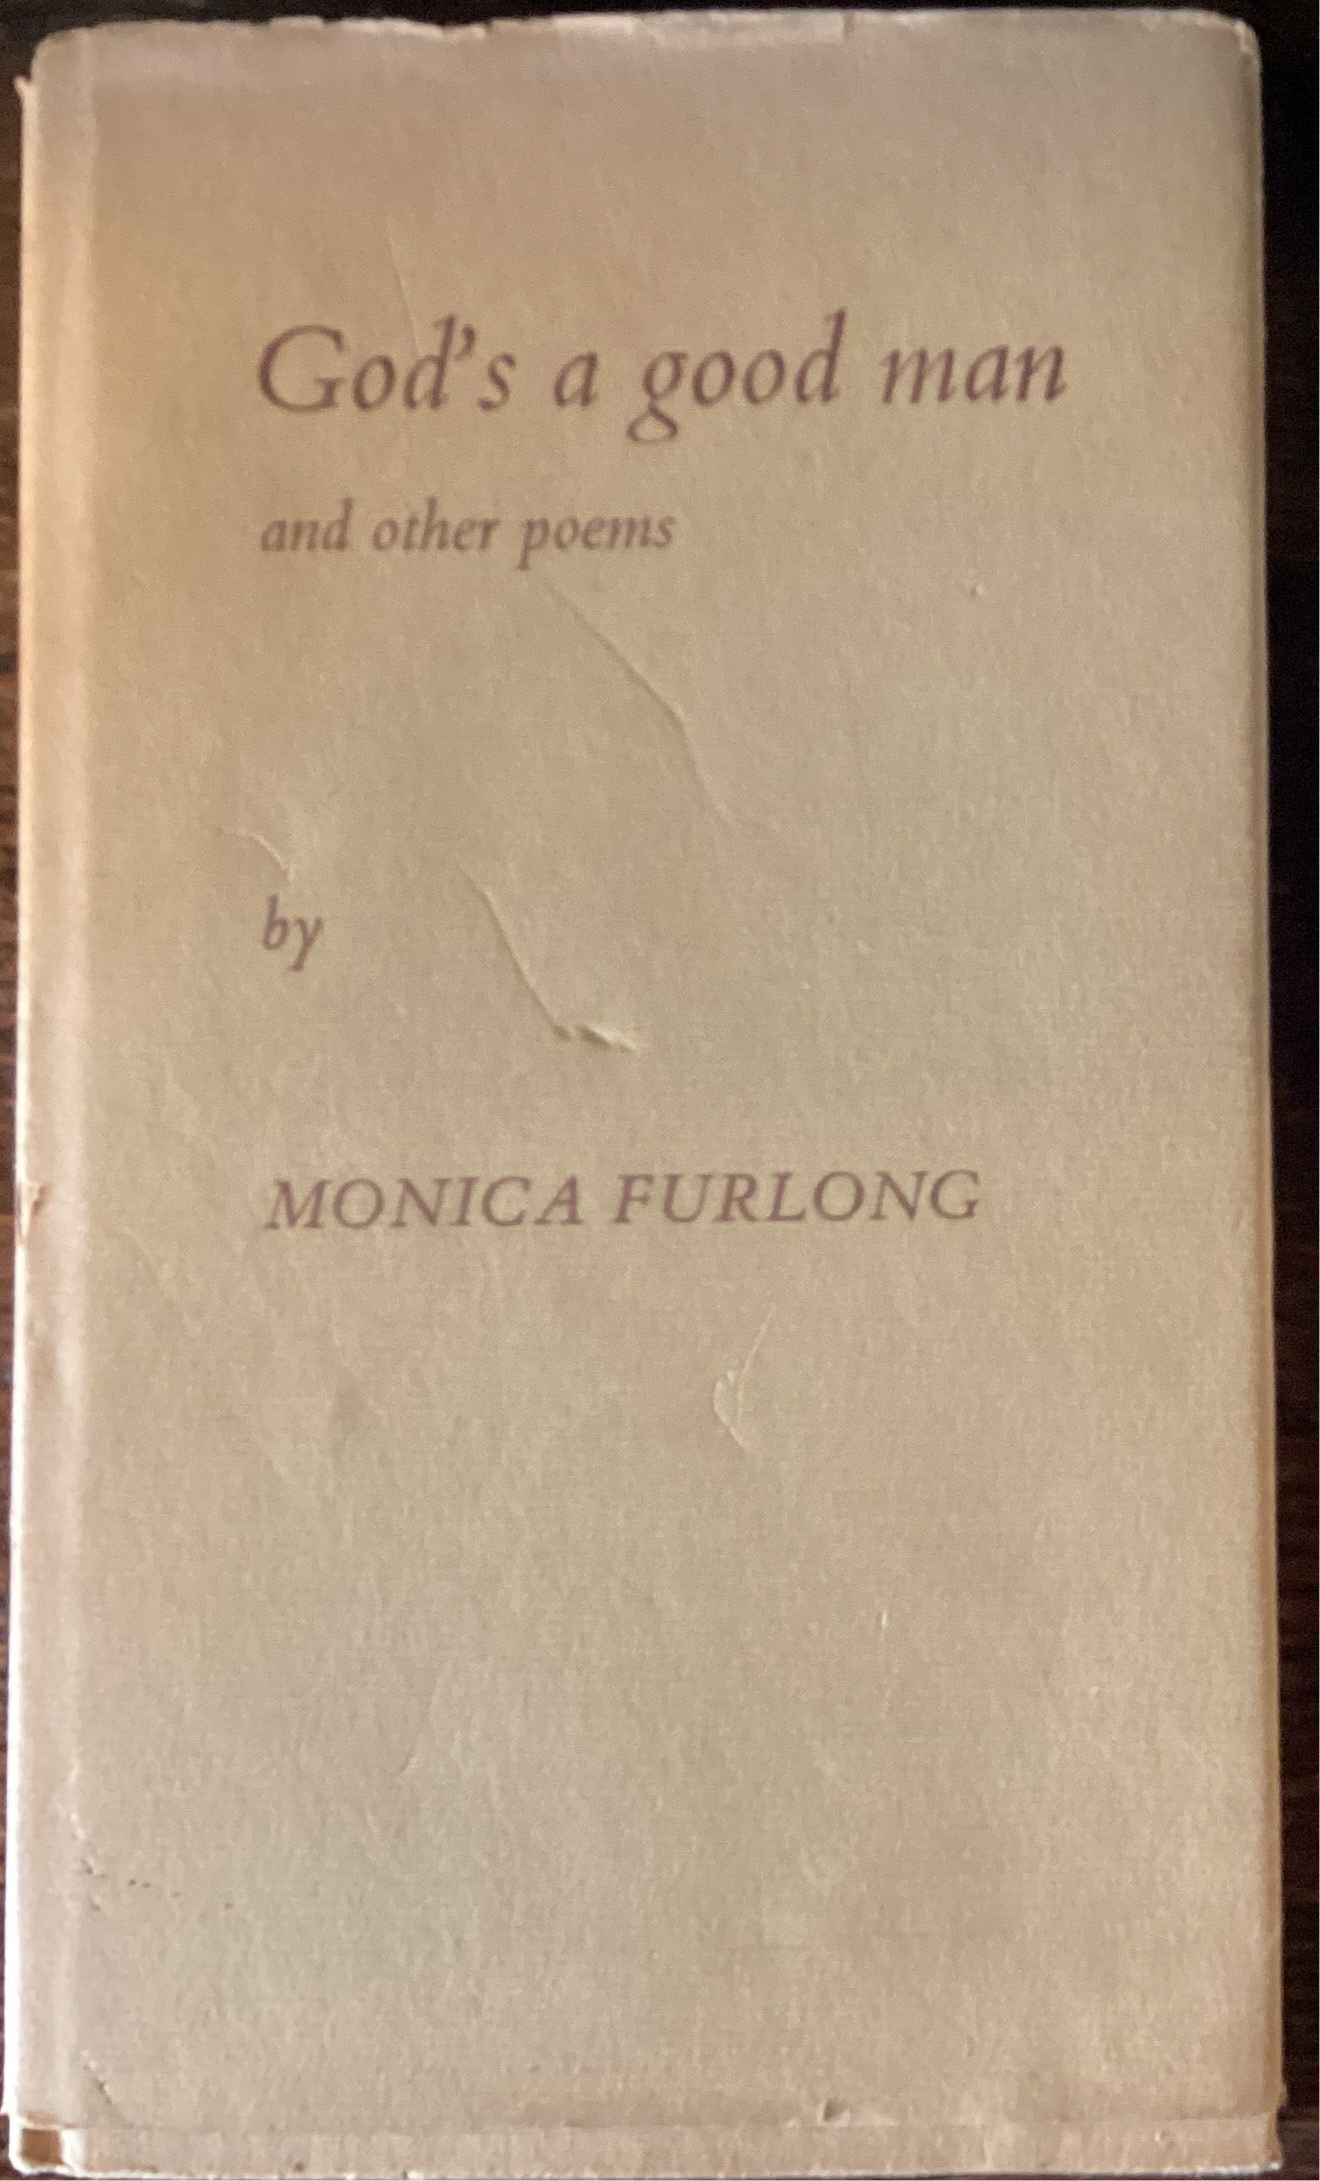 God's a good man
and other poems
by
MONICA FURLONG